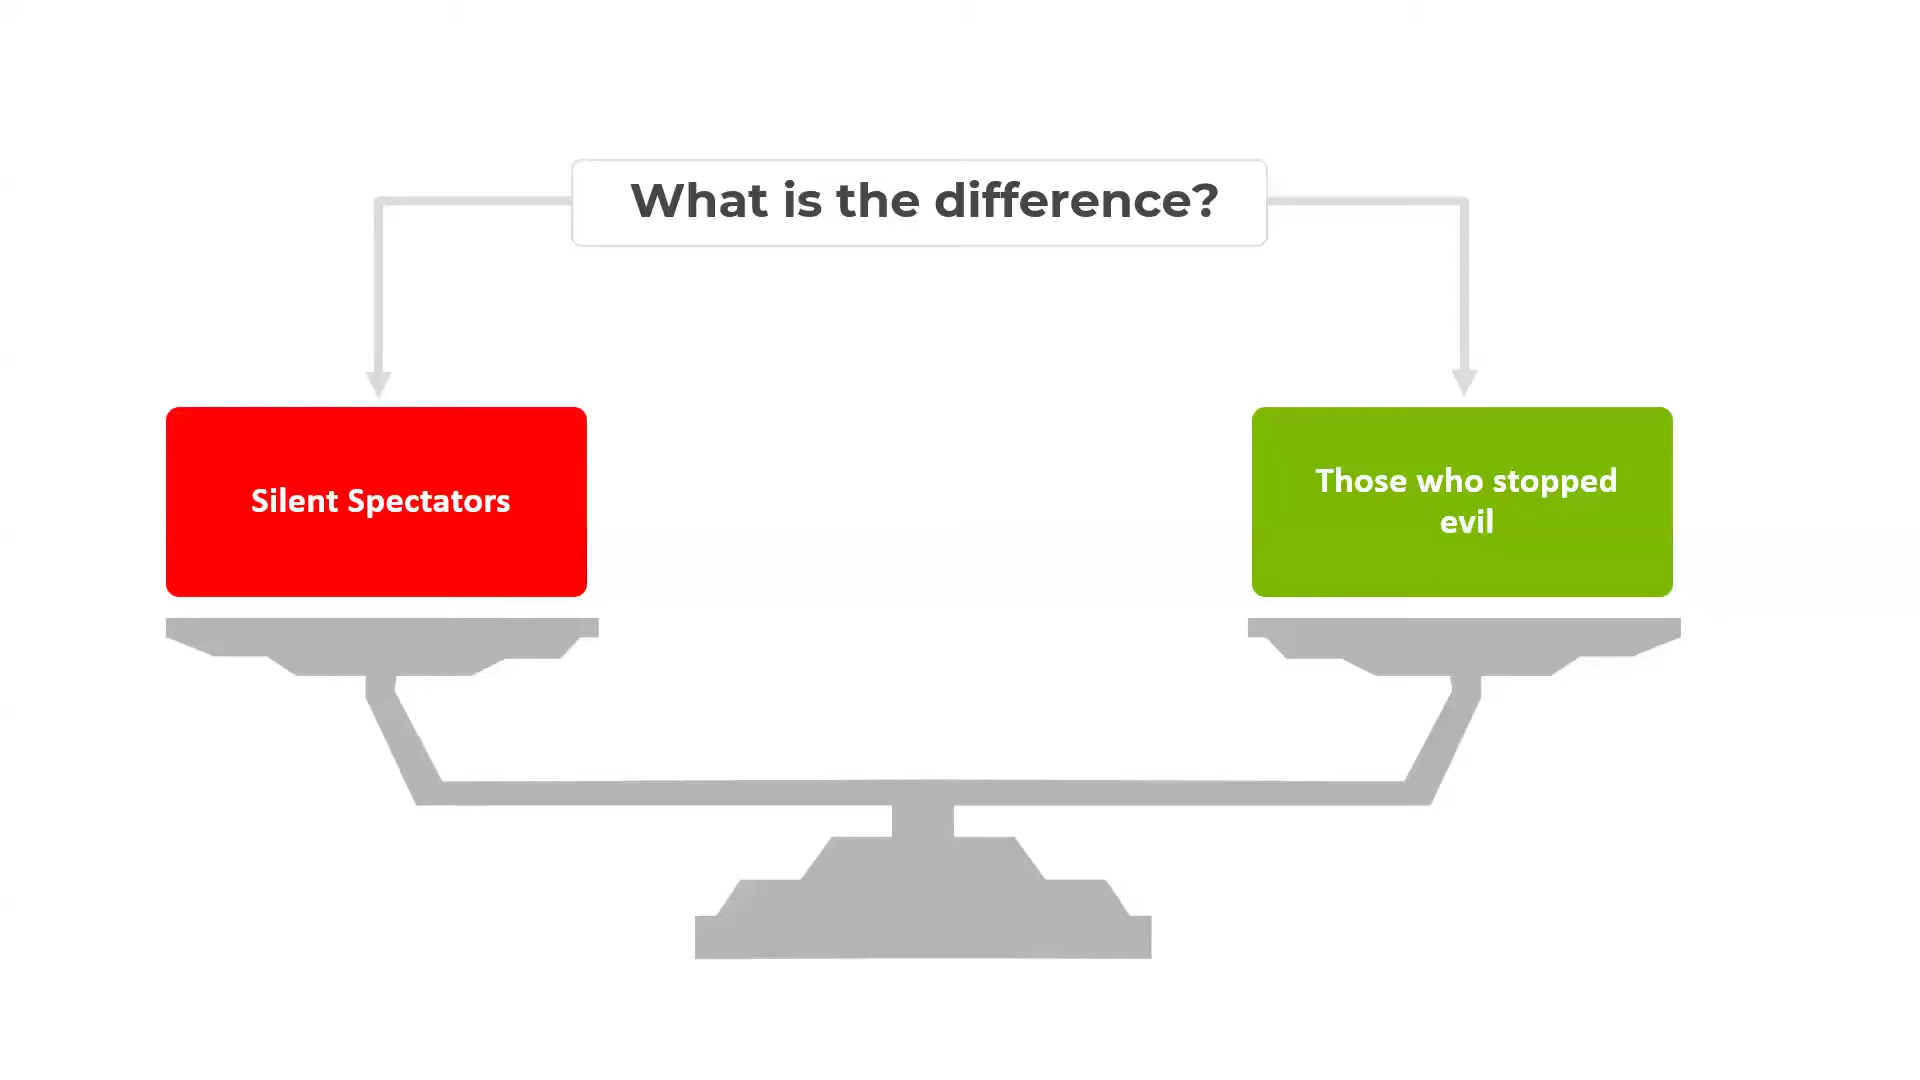 What is the difference?
Silent Spectators
Those who stopped
evil